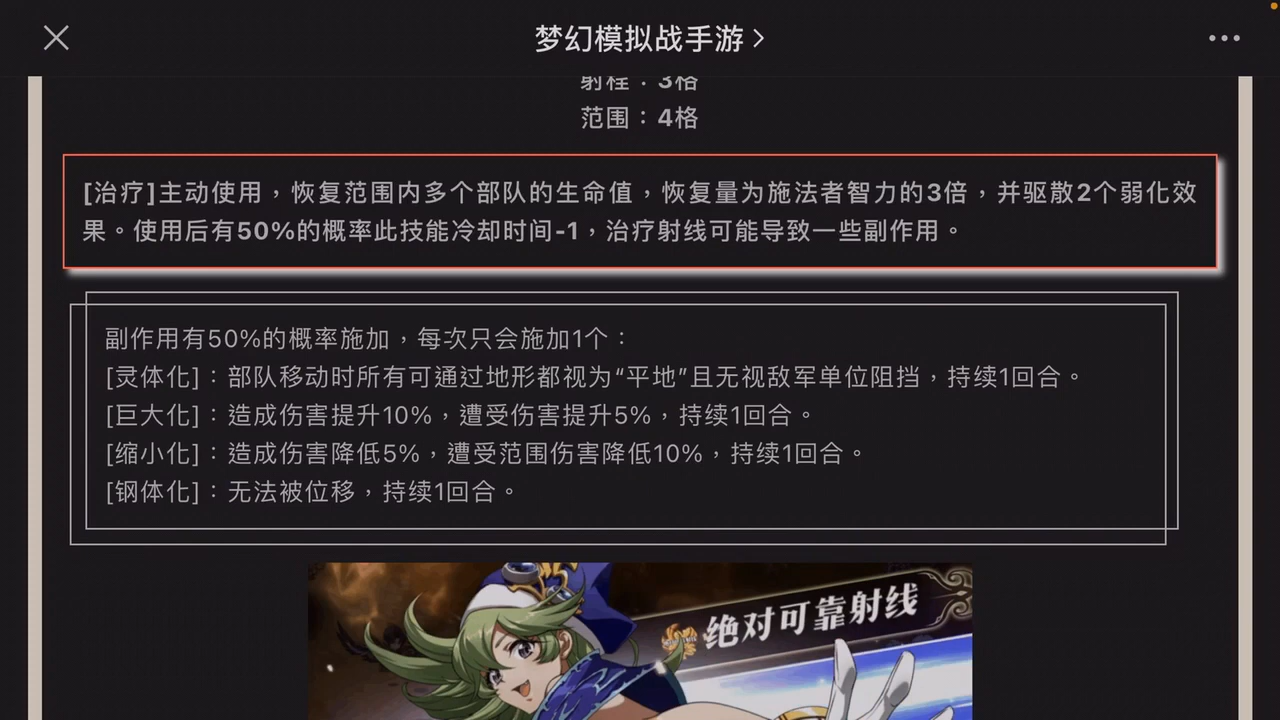 梦幻模拟战手游
射程：3格
范围：4格
[治疗]主动使用，恢复范围内多个部队的生命值，恢复量为施法者智力的3倍，并驱散2个弱化效
果。使用后有50%的概率此技能冷却时间-1，治疗射线可能导致一些副作用。
副作用有50%的概率施加，每次只会施加1个：
[灵体化]：部队移动时所有可通过地形都视为“平地”且无视敌军单位阻挡，持续1回合。
[巨大化]：造成伤害提升10%，遭受伤害提升5%，持续1回合。
[缩小化]：造成伤害降低5%，遭受范围伤害降低10%，持续1回合。
[钢体化]：无法被位移，持续1回合。
绝对可靠射线